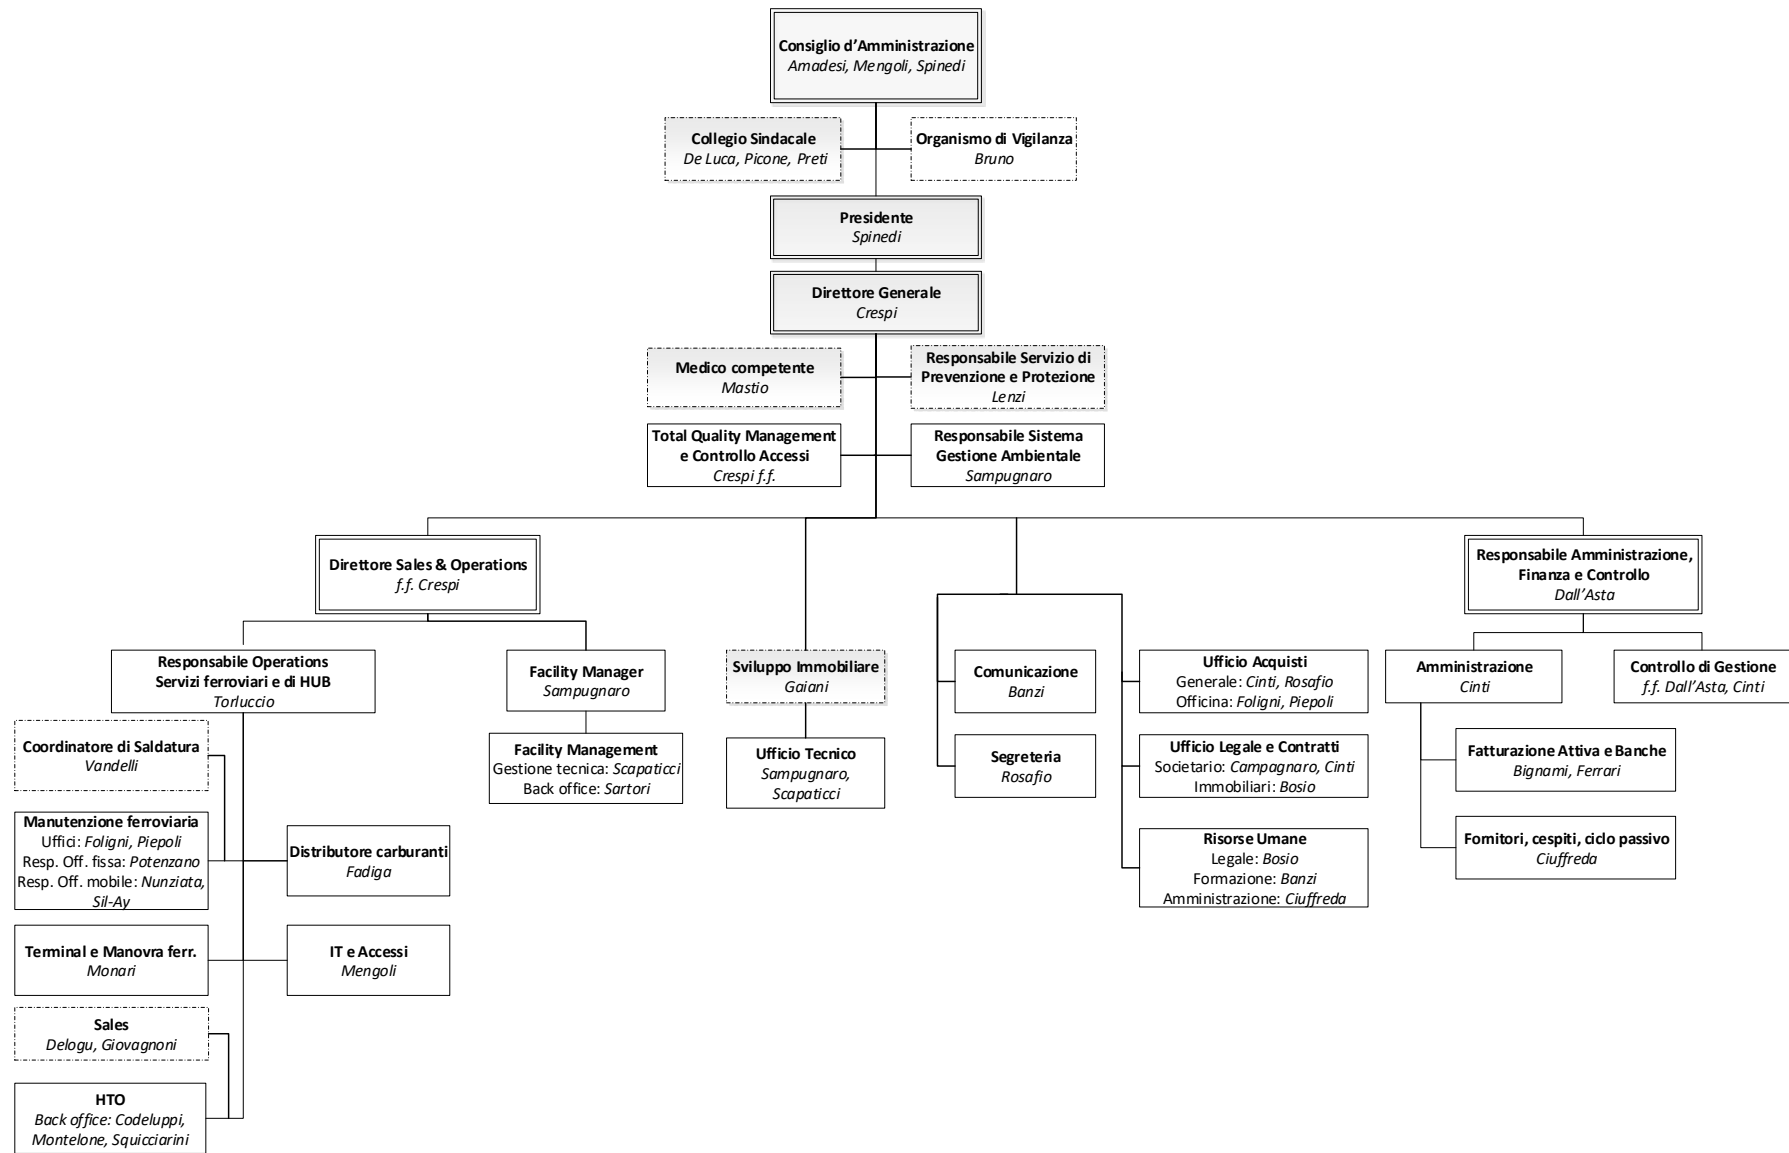 Consiglio d'Amministrazione
Amadesi, Mengoli, Spinedi
Collegio Sindacale
De Luca, Picone, Preti
Organismo di Vigilanza
Bruno
Presidente
Spinedi
Direttore Generale
Crespi
Medico competente
Mastio
Responsabile Servizio di
Prevenzione e Protezione
Lenzi
Total Quality Management
e Controllo Accessi
Crespi f.f.
Responsabile Sistema
Gestione Ambientale
Sampugnaro
Direttore Sales & Operations
f.f. Crespi
Responsabile Amministrazione,
Finanza e Controllo
Dall'Asta
Responsabile Operations
Servizi ferroviari e di HUB
Torluccio
Facility Manager
Sampugnaro
Sviluppo Immobiliare
Gaiani
Comunicazione
Banzi
Ufficio Acquisti
Generale: Cinti, Rosafio
Officina: Foligni, Piepoli
Amministrazione
Cinti
Controllo di Gestione
f.f. Dall'Asta, Cinti
Coordinatore di Saldatura
Vandelli
Facility Management
Gestione tecnica: Scapaticci
Back office: Sartori
Ufficio Tecnico
Sampugnaro,
Scapaticci
Segreteria
Rosafio
Ufficio Legale e Contratti
Societario: Campagnaro, Cinti
Immobiliari: Bosio
Fatturazione Attiva e Banche
Bignami, Ferrari
Manutenzione ferroviaria
Uffici: Foligni, Piepoli
Resp. Off. fissa: Potenzano
Resp. Off. mobile: Nunziata,
Sil-Ay
Distributore carburanti
Fadiga
Risorse Umane
Legale: Bosio
Formazione: Banzi
Amministrazione: Ciuffreda
Fornitori, cespiti, ciclo passivo
Ciuffreda
Terminal e Manovra ferr.
Monari
IT e Accessi
Mengoli
Sales
Delogu, Giovagnoni
HTO
Back office: Codeluppi,
Montelone, Squicciarini